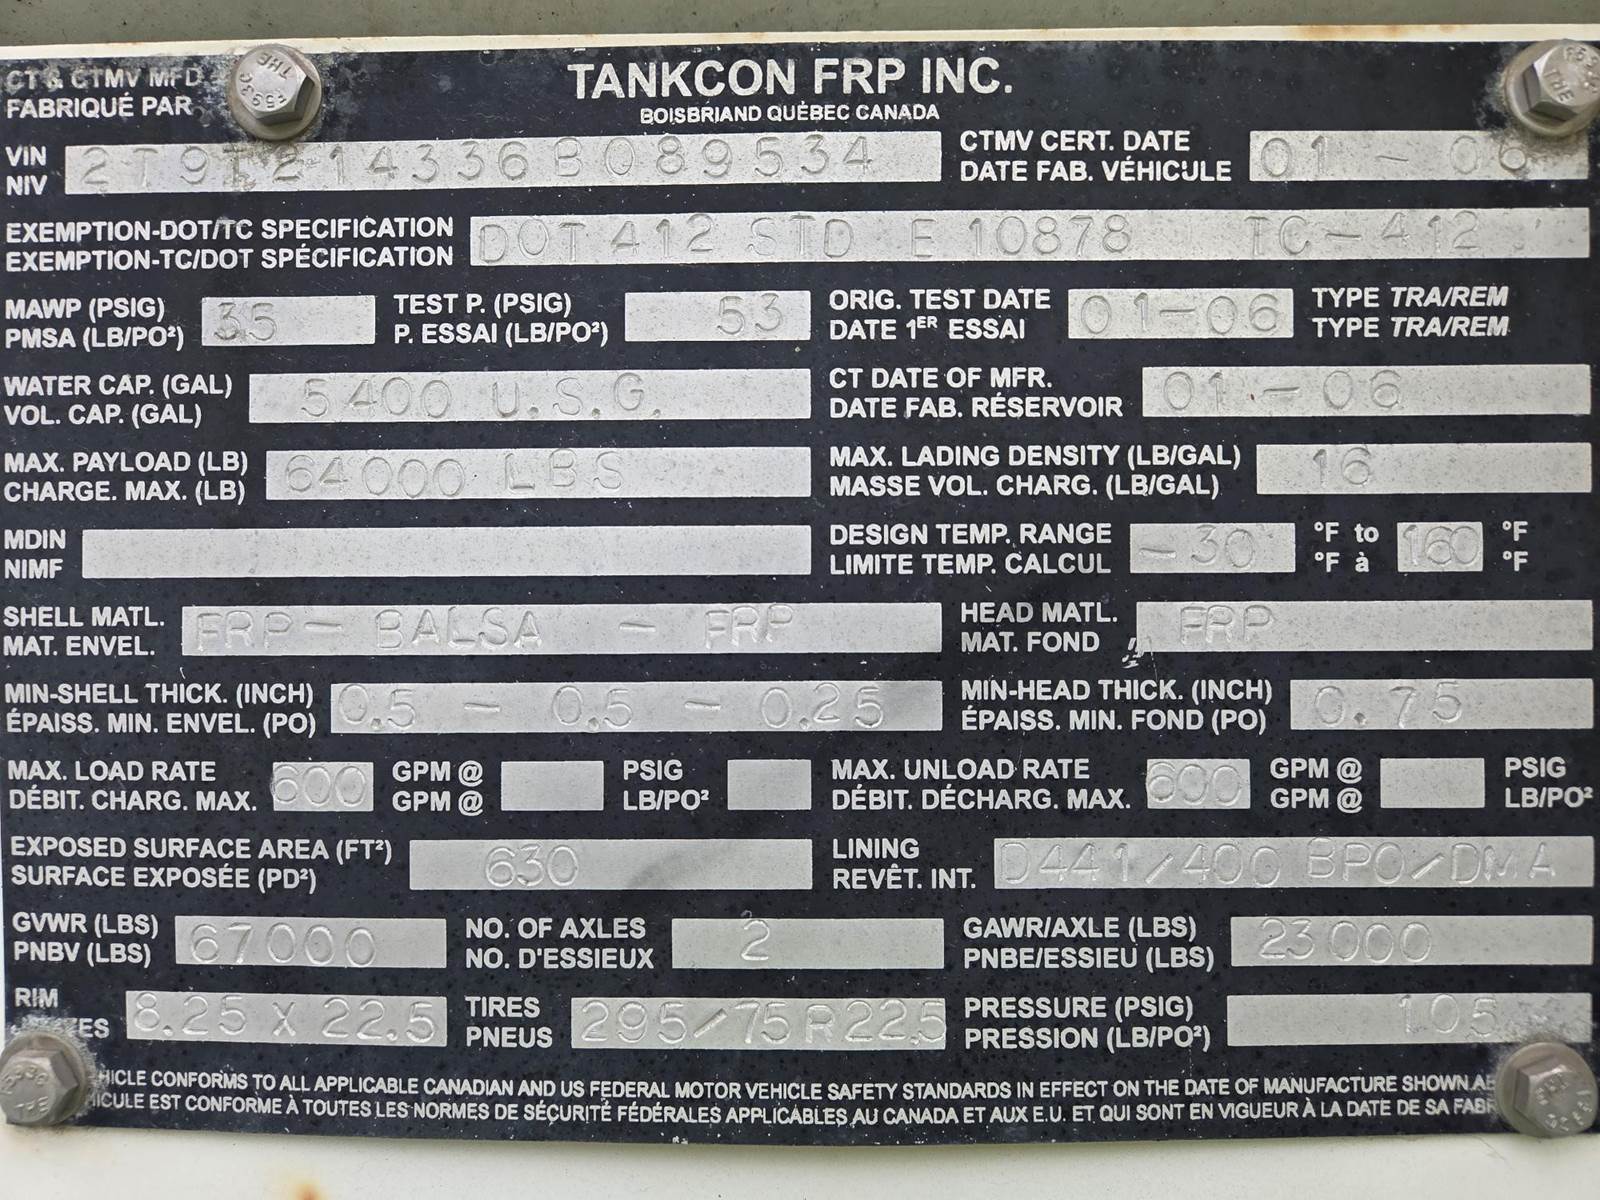 CT & CTMV MFD
FABRIQUÉ PAR
TANKCON FRP INC.
BOISBRIAND QUÉBEC CANADA
VIN
NIV
2T9T214336B089534
CTMV CERT. DATE
DATE FAB. VÉHICULE
01 - 06
EXEMPTION-DOT/TC SPECIFICATION
EXEMPTION-TC/DOT SPÉCIFICATION
DOT 412 STD E 10878 TC-412
MAWP (PSIG)
PMSA (LB/PO²)
35
TEST P. (PSIG)
P. ESSAI (LB/PO²)
53
ORIG. TEST DATE
DATE 1ER ESSAI
01-06
TYPE TRA/REM
TYPE TRA/REM
WATER CAP. (GAL)
VOL. CAP. (GAL)
5400 U.S.G.
CT DATE OF MFR.
DATE FAB. RÉSERVOIR
01-06
MAX. PAYLOAD (LB)
CHARGE. MAX. (LB)
64000 LBS
MAX. LADING DENSITY (LB/GAL)
MASSE VOL. CHARG. (LB/GAL)
16
MDIN
NIMF
DESIGN TEMP. RANGE
LIMITE TEMP. CALCUL
-30
°F to
°F à
160
°F
°F
SHELL MATL.
MAT. ENVEL.
FRP - BALSA - FRP
HEAD MATL.
MAT. FOND
FRP
MIN-SHELL THICK. (INCH)
ÉPAISS. MIN. ENVEL. (PO)
0.5 - 0.5 - 0.25
MIN-HEAD THICK. (INCH)
ÉPAISS. MIN. FOND (PO)
0.75
MAX. LOAD RATE
DÉBIT. CHARG. MAX.
600
GPM @
GPM @
PSIG
LB/PO²
MAX. UNLOAD RATE
DÉBIT. DÉCHARG. MAX.
600
GPM @
GPM @
PSIG
LB/PO²
EXPOSED SURFACE AREA (FT²)
SURFACE EXPOSÉE (PD²)
630
LINING
REVÊT. INT.
D441/400 BPO/DMA
GVWR (LBS)
PNBV (LBS)
67000
NO. OF AXLES
NO. D'ESSIEUX
2
GAWR/AXLE (LBS)
PNBE/ESSIEU (LBS)
23000
RIM
8.25 X 22.5
TIRES
PNEUS
295/75R22.5
PRESSURE (PSIG)
PRESSION (LB/PO²)
105
HICLE CONFORMS TO ALL APPLICABLE CANADIAN AND US FEDERAL MOTOR VEHICLE SAFETY STANDARDS IN EFFECT ON THE DATE OF MANUFACTURE SHOWN
ICULE EST CONFORME À TOUTES LES NORMES DE SÉCURITÉ FÉDÉRALES APPLICABLES AU CANADA ET AUX E.U. ET QUI SONT EN VIGUEUR À LA DATE DE SA FAB